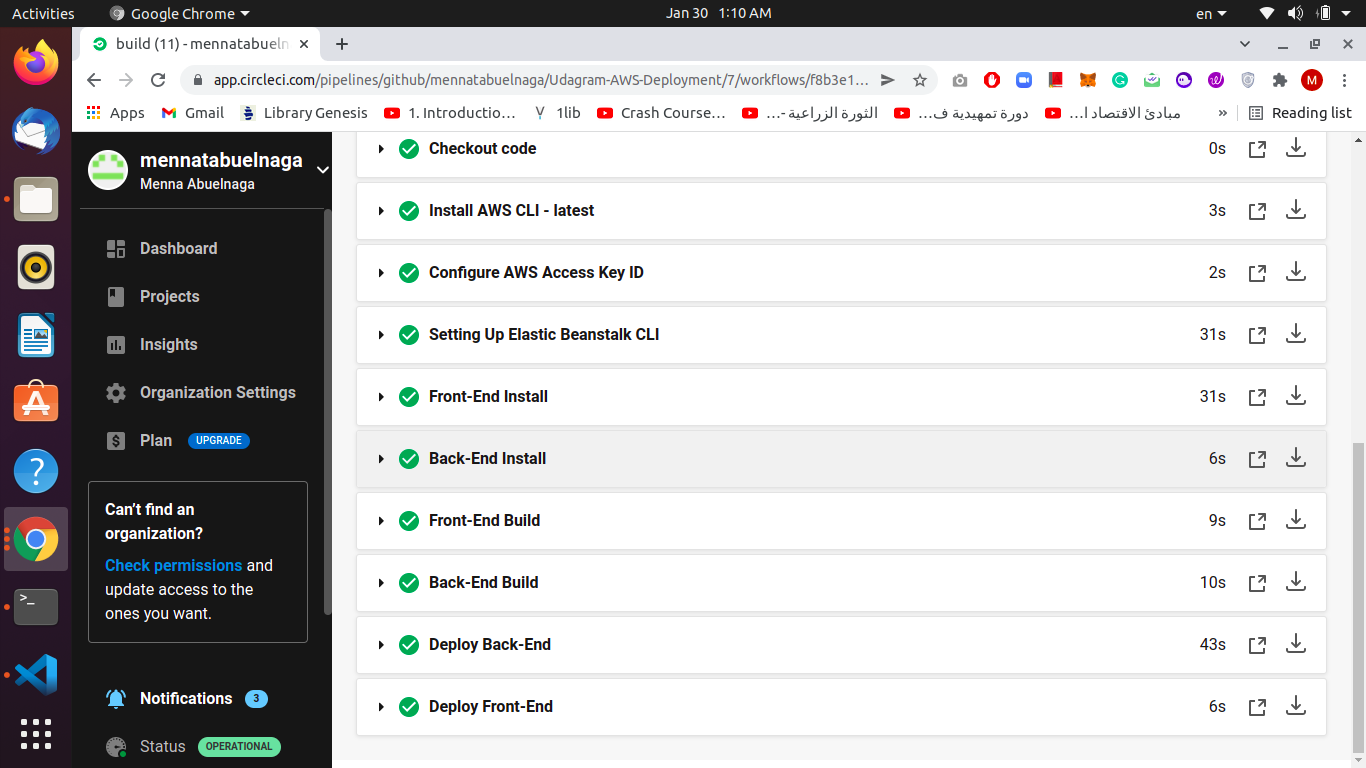 Activities Google Chrome Jan 30 1:10 AM en
build (11) - mennatabueln
app.circleci.com/pipelines/github/mennatabuelnaga/Udagram-AWS-Deployment/7/workflows/f8b3e1... M
Apps Gmail Library Genesis 1. Introductio... 1lib Crash Course... الثورة الزراعية -... دورة تمهيدية ف... مبادئ الاقتصاد ا... » Reading list
mennatabuelnaga
Menna Abuelnaga
Dashboard
Projects
Insights
Organization Settings
Plan UPGRADE
Can't find an
organization?
Check permissions and
update access to the
ones you want.
Notifications 3
Status OPERATIONAL
Checkout code 0s
Install AWS CLI - latest 3s
Configure AWS Access Key ID 2s
Setting Up Elastic Beanstalk CLI 31s
Front-End Install 31s
Back-End Install 6s
Front-End Build 9s
Back-End Build 10s
Deploy Back-End 43s
Deploy Front-End 6s